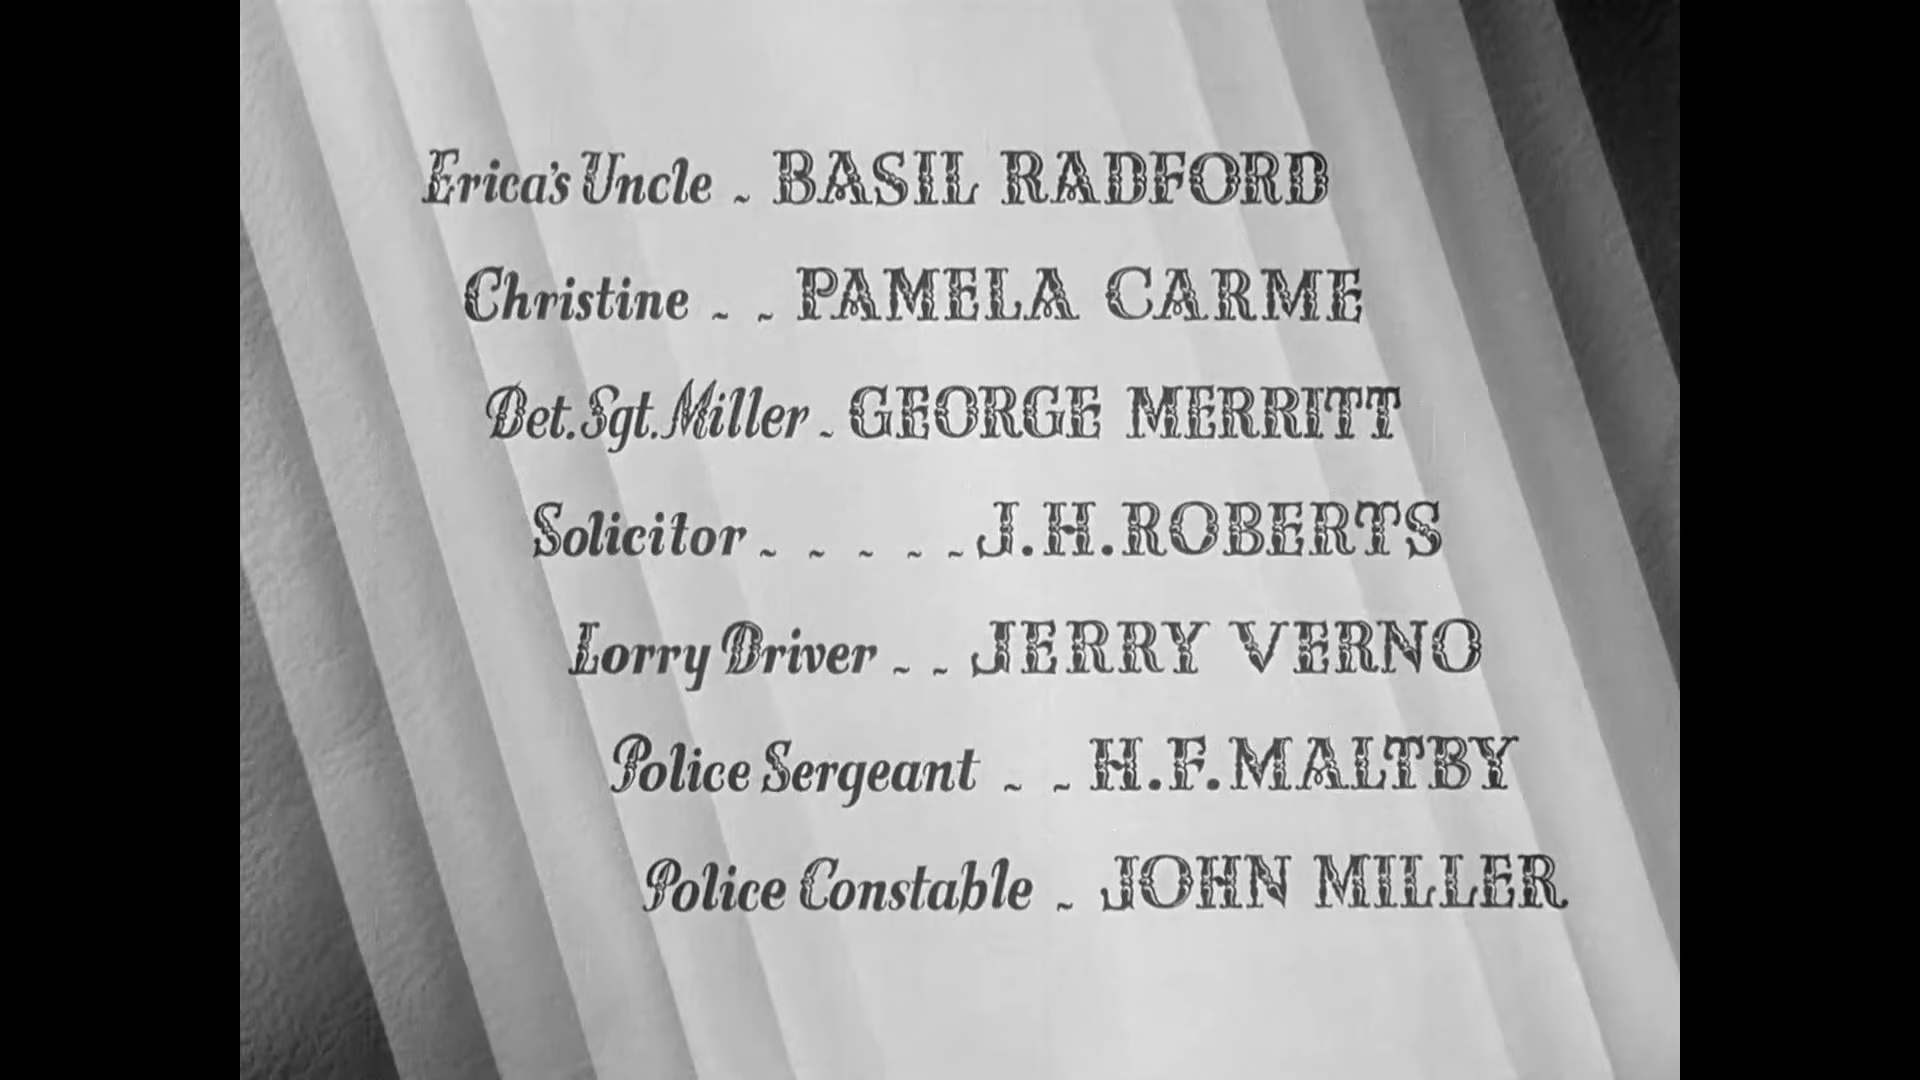 Erica's Uncle ~ BASIL RADFORD
Christine ~ ~ PAMELA CARME
Det. Sgt. Miller ~ GEORGE MERRITT
Solicitor ~ ~ ~ ~ ~ J.H. ROBERTS
Lorry Driver ~ ~ JERRY VERNO
Police Sergeant ~ ~ H.F. MALTBY
Police Constable ~ JOHN MILLER